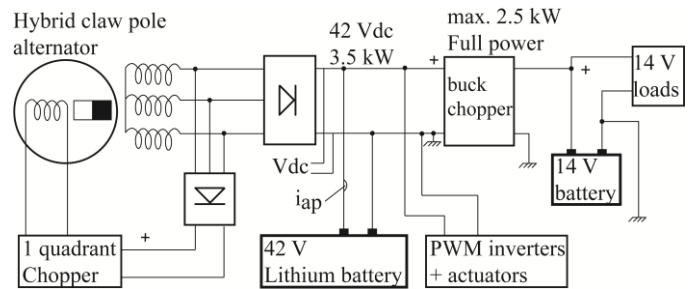 Hybrid claw pole
alternator
42 Vdc
3.5 kW
max. 2.5 kW
Full power
+
buck
chopper
+
14 V
loads
Vdc
iap
14 V
battery
+
1 quadrant
Chopper
42 V
Lithium battery
PWM inverters
+ actuators